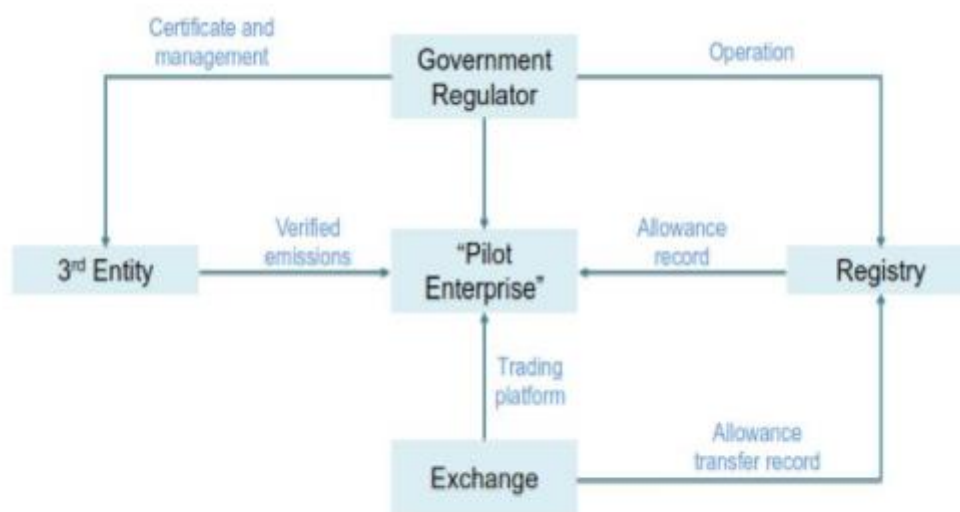 Certificate and
management
Government
Regulator
Operation
3rd Entity
Verified
emissions
“Pilot
Enterprise”
Allowance
record
Registry
Trading
platform
Exchange
Allowance
transfer record